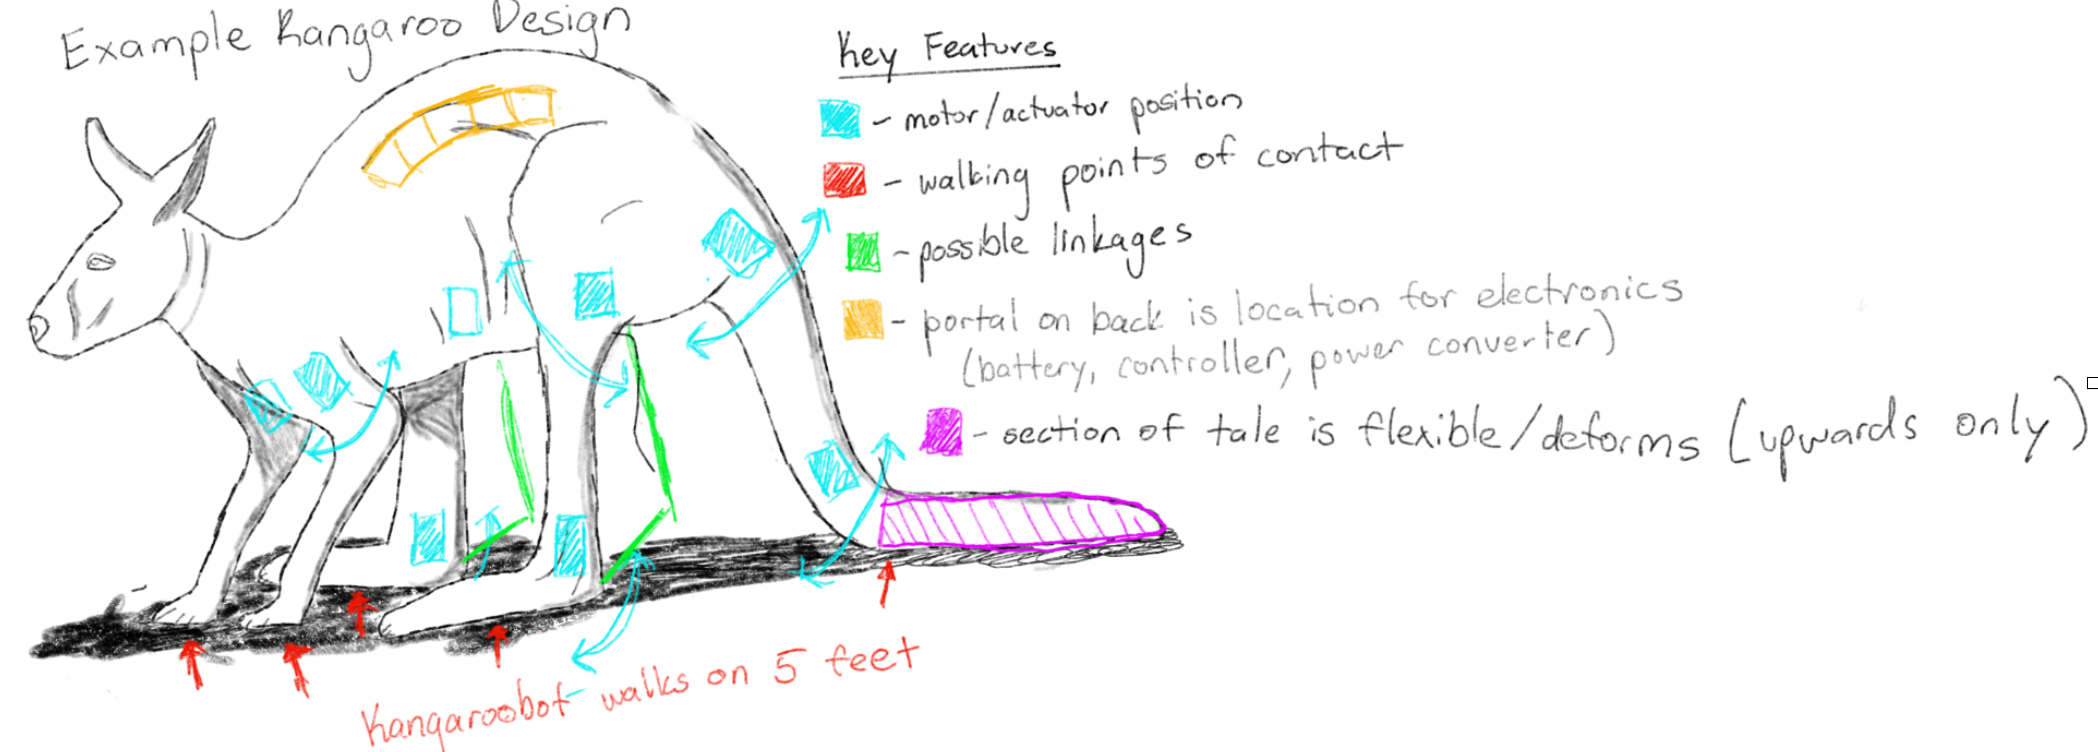 Example Kangaroo Design
Key Features
- motor/actuator position
- walking points of contact
- possible linkages
- portal on back is location for electronics
(battery, controller, power converter)
- section of tale is flexible/deforms (upwards only)
Kangaroobot walks on 5 feet